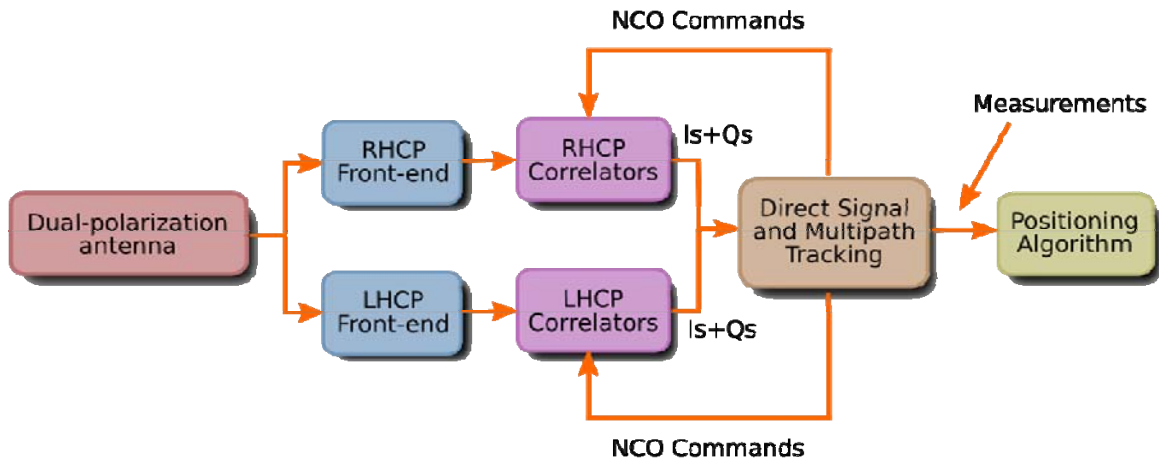 NCO Commands
Measurements
RHCP
Front-end
RHCP
Correlators
Is+Qs
Dual-polarization
antenna
Direct Signal
and Multipath
Tracking
Positioning
Algorithm
LHCP
Front-end
LHCP
Correlators
Is+Qs
NCO Commands